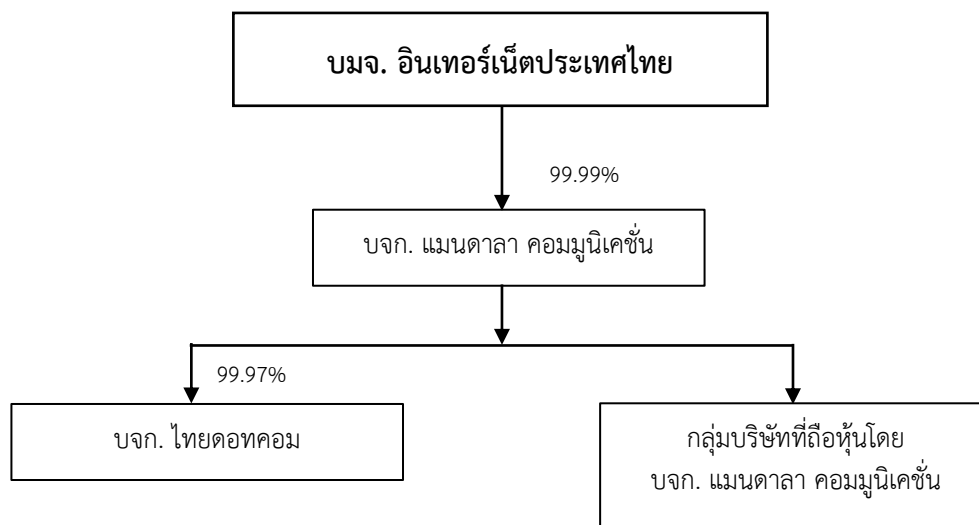 บมจ. อินเทอร์เน็ตประเทศไทย
99.99%
บจก. แมนดาลา คอมมูนิเคชั่น
99.97%
บจก. ไทยดอทคอม
กลุ่มบริษัทที่ถือหุ้นโดย
บจก. แมนดาลา คอมมูนิเคชั่น